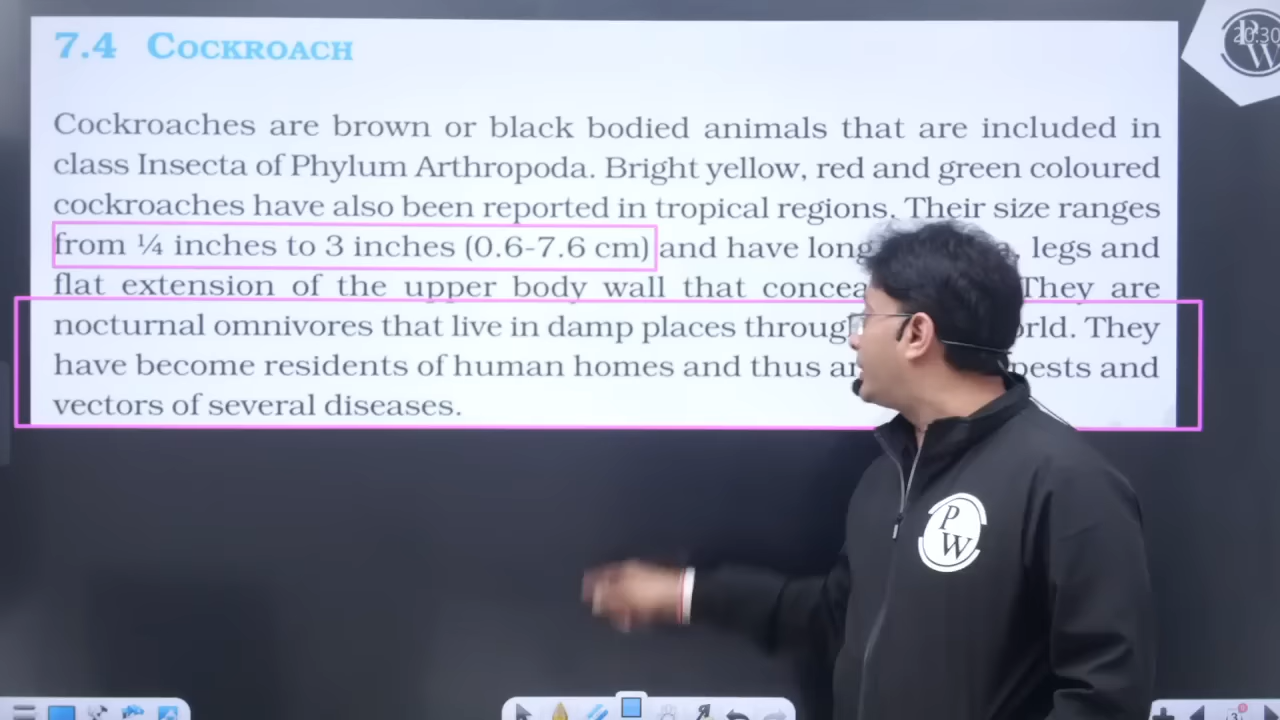 7.4 COCKROACH
Cockroaches are brown or black bodied animals that are included in
class Insecta of Phylum Arthropoda. Bright yellow, red and green coloured
cockroaches have also been reported in tropical regions. Their size ranges
from ¼ inches to 3 inches (0.6-7.6 cm) and have long , legs and
flat extension of the upper body wall that They are
nocturnal omnivores that live in damp places They
have become residents of human homes and thus pests and
vectors of several diseases.
PW
20:30
P
W